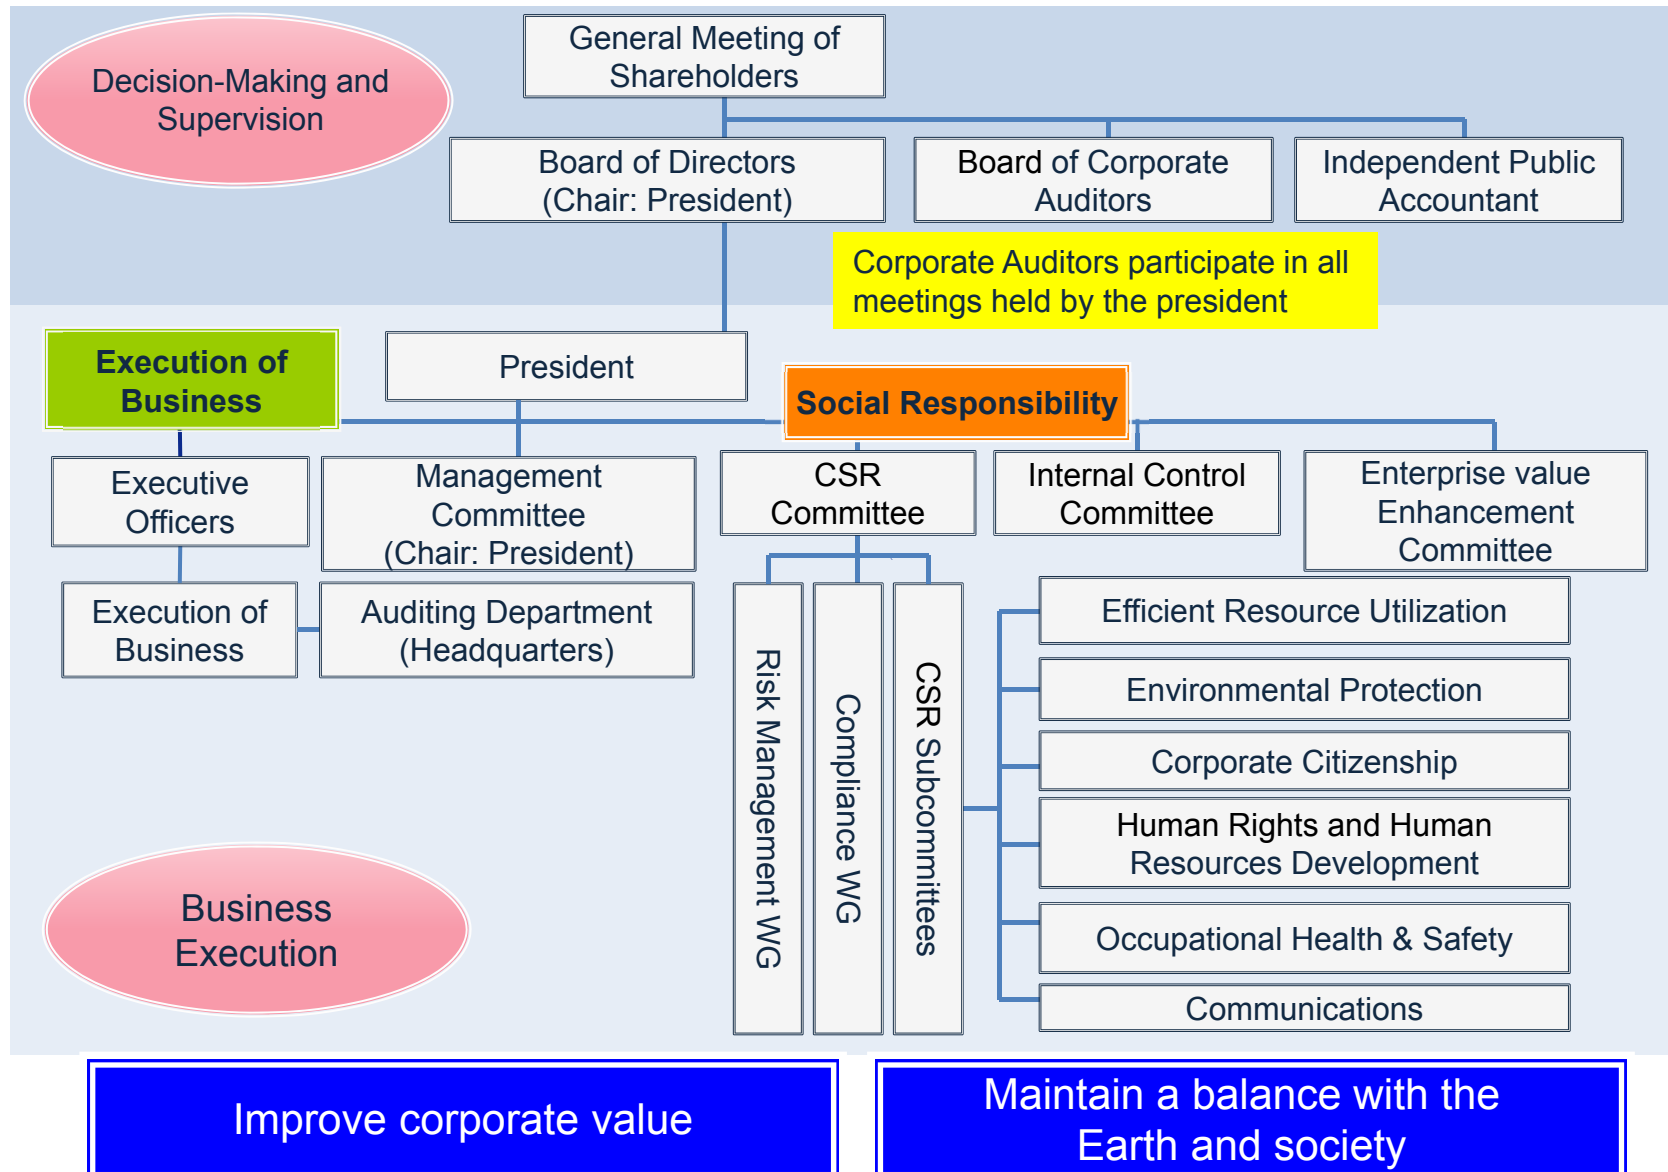 Decision-Making and
Supervision
General Meeting of
Shareholders
Board of Directors
(Chair: President)
Board of Corporate
Auditors
Independent Public
Accountant
Corporate Auditors participate in all
meetings held by the president
Execution of
Business
President
Social Responsibility
Executive
Officers
Management
Committee
(Chair: President)
CSR
Committee
Internal Control
Committee
Enterprise value
Enhancement
Committee
Execution of
Business
Auditing Department
(Headquarters)
Risk Management WG
Compliance WG
CSR Subcommittees
Efficient Resource Utilization
Environmental Protection
Corporate Citizenship
Human Rights and Human
Resources Development
Occupational Health & Safety
Communications
Business
Execution
Improve corporate value
Maintain a balance with the
Earth and society